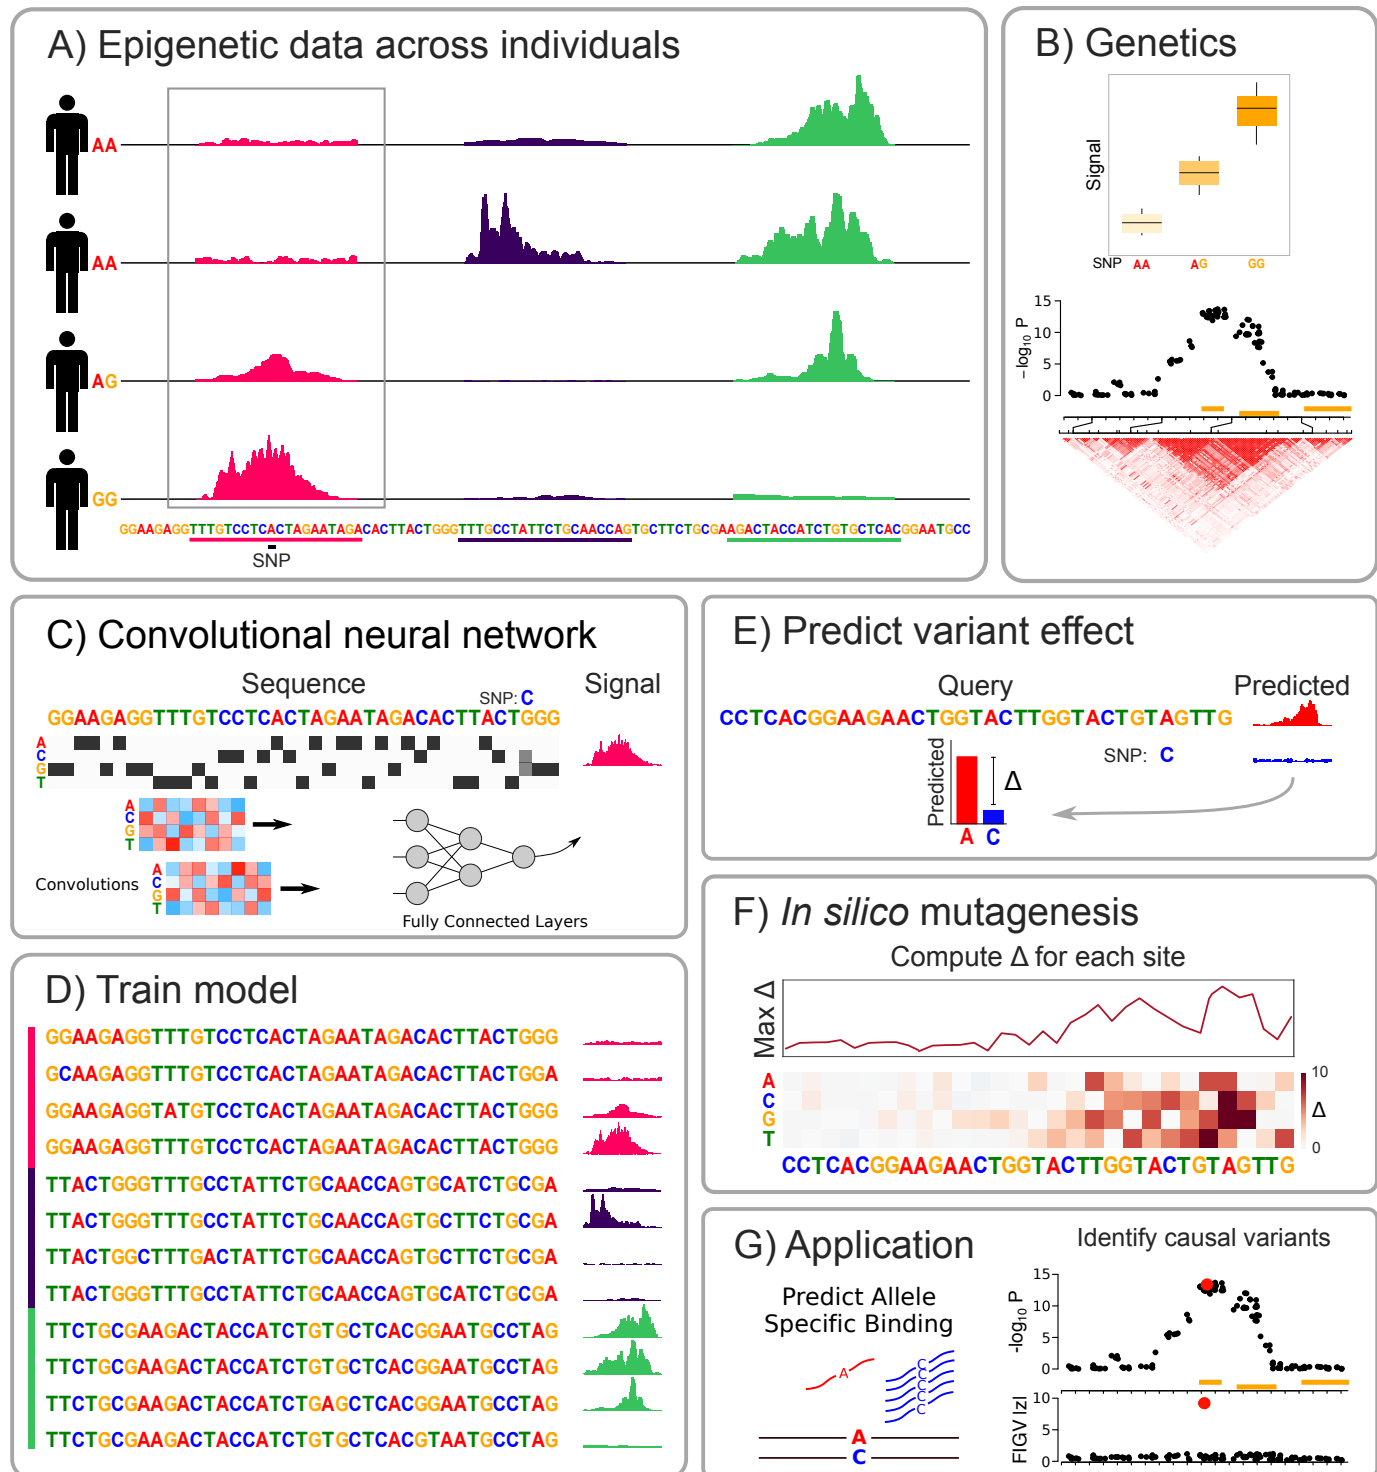 A) Epigenetic data across individuals
AA
AA
AG
GG
GGAAGAGGTTTGTCCTCACTAGAATAGACACTTACTGGGTTTGCCTATTCTGCAACCAGTGCTTCTGCGAAGACTACCATCTGTGCTCACGGAATGCC
SNP
B) Genetics
Signal
SNP AA AG GG
-log10 P
15
10
5
0
C) Convolutional neural network
Sequence
Signal
SNP: C
GGAAGAGGTTTGTCCTCACTAGAATAGACACTTACTGGG
A
C
G
T
A
C
G
T
Convolutions
A
C
G
T
Fully Connected Layers
D) Train model
GGAAGAGGTTTGTCCTCACTAGAATAGACACTTACTGGG
GCAAGAGGTTTGTCCTCACTAGAATAGACACTTACTGGA
GGAAGAGGTATGTCCTCACTAGAATAGACACTTACTGGG
GGAAGAGGTTTGTCCTCACTAGAATAGACACTTACTGGG
TTACTGGGTTTGCCTATTCTGCAACCAGTGCATCTGCGA
TTACTGGGTTTGCCTATTCTGCAACCAGTGCTTCTGCGA
TTACTGGCTTTGACTATTCTGCAACCAGTGCTTCTGCGA
TTACTGGGTTTGCCTATTCTGCAACCAGTGCATCTGCGA
TTCTGCGAAGACTACCATCTGTGCTCACGGAATGCCTAG
TTCTGCGAAGACTACCATCTGTGCTCACGGAATGCCTAG
TTCTGCGAAGACTACCATCTGAGCTCACGGAATGCCTAG
TTCTGCGAAGACTACCATCTGTGCTCACGTAATGCCTAG
E) Predict variant effect
Query
Predicted
CCTCACGGAAGAACTGGTACTTGGTACTGTAGTTG
SNP: C
Predicted
Δ
A C
F) In silico mutagenesis
Compute Δ for each site
Max Δ
A
C
G
T
10
Δ
0
CCTCACGGAAGAACTGGTACTTGGTACTGTAGTTG
G) Application
Predict Allele
Specific Binding
A
C
C
C
C
C
C
A
C
Identify causal variants
-log10 P
15
10
5
0
FIGV |z|
10
5
0